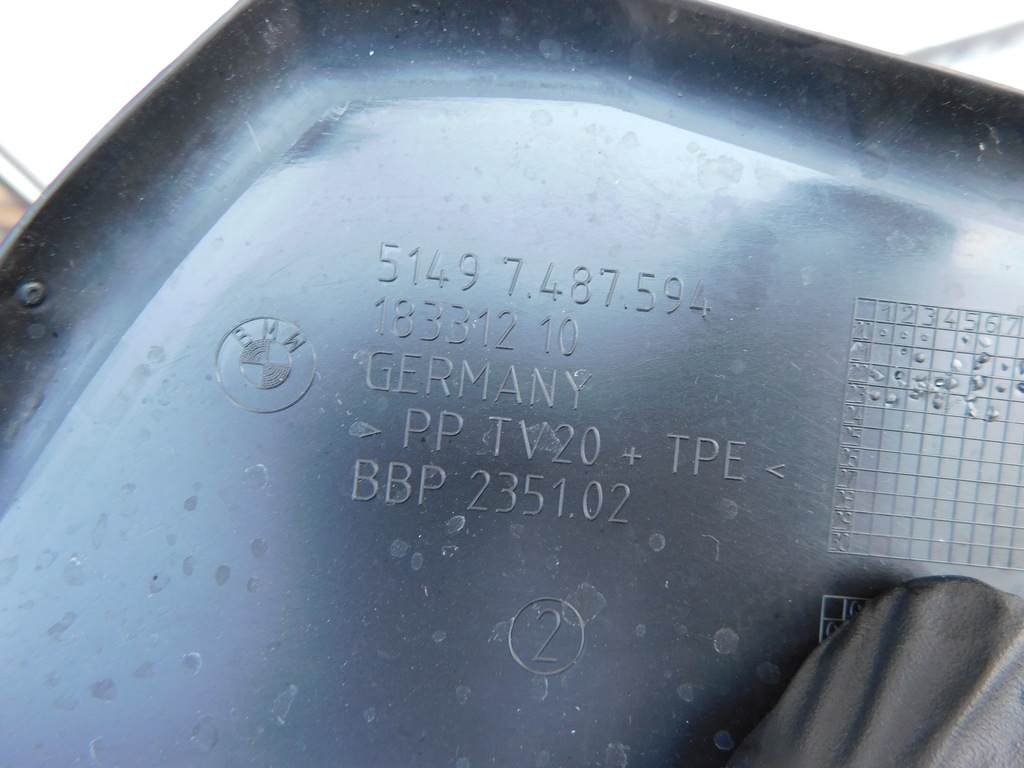 5149 7.487.594
183312 10
GERMANY
> PP TV20 + TPE <
BBP 2351.02
BMW
2
1 2 3 4 5 6 7